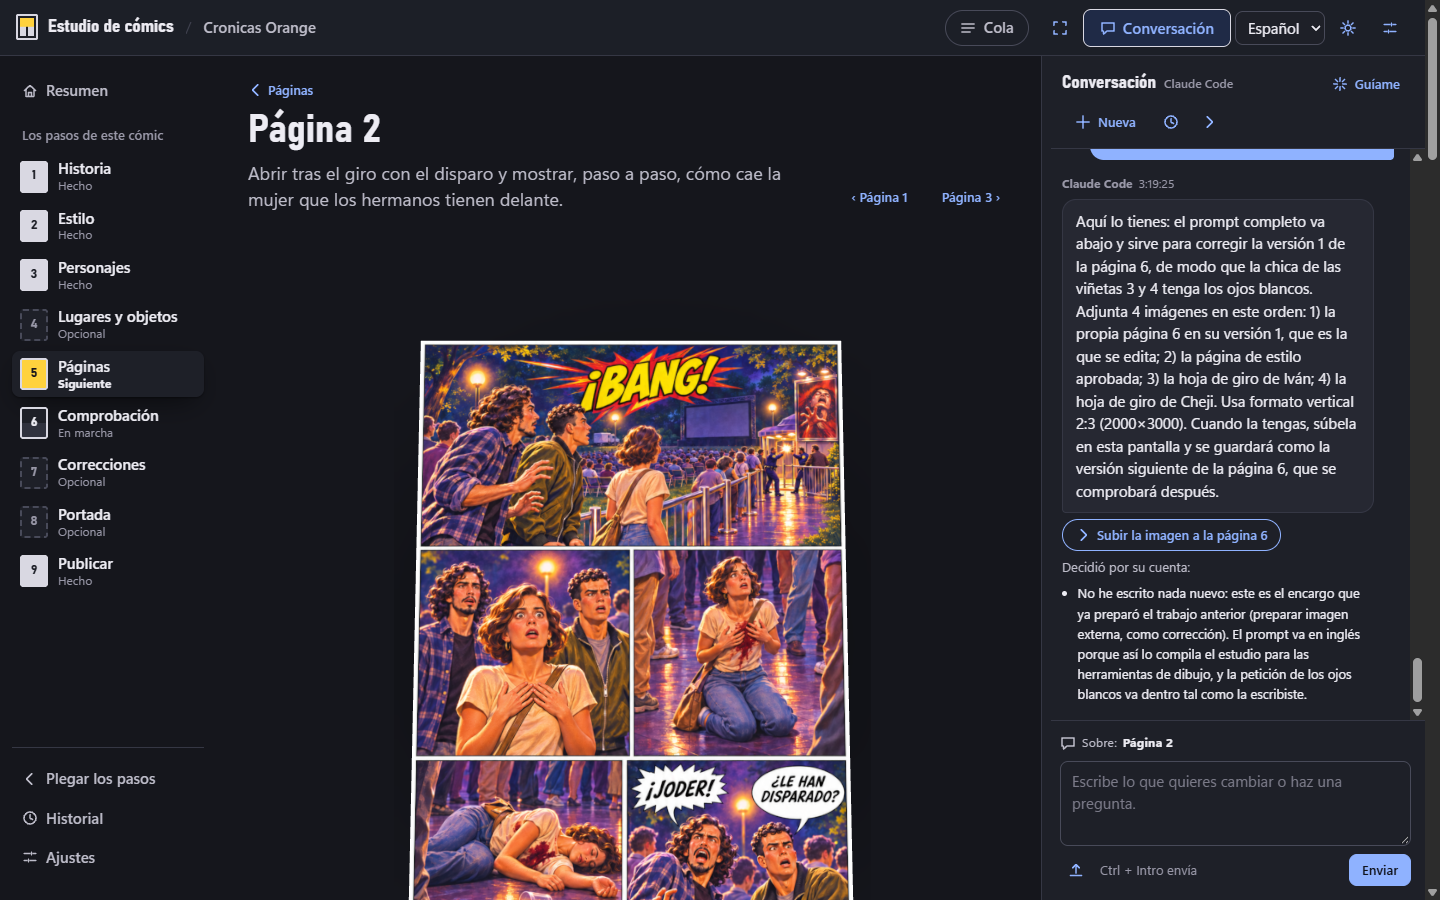 Estudio de cómics / Cronicas Orange
Cola
Conversación
Español
Resumen
Los pasos de este cómic
1 Historia
Hecho
2 Estilo
Hecho
3 Personajes
Hecho
4 Lugares y objetos
Opcional
5 Páginas
Siguiente
6 Comprobación
En marcha
7 Correcciones
Opcional
8 Portada
Opcional
9 Publicar
Hecho
Plegar los pasos
Historial
Ajustes
Páginas
Página 2
Abrir tras el giro con el disparo y mostrar, paso a paso, cómo cae la
mujer que los hermanos tienen delante.
‹ Página 1
Página 3 ›
¡BANG!
¡JODER!
¿LE HAN
DISPARADO?
Conversación Claude Code
Guíame
Nueva
Claude Code 3:19:25
Aquí lo tienes: el prompt completo va
abajo y sirve para corregir la versión 1 de
la página 6, de modo que la chica de las
viñetas 3 y 4 tenga los ojos blancos.
Adjunta 4 imágenes en este orden: 1) la
propia página 6 en su versión 1, que es la
que se edita; 2) la página de estilo
aprobada; 3) la hoja de giro de Iván; 4) la
hoja de giro de Cheji. Usa formato vertical
2:3 (2000×3000). Cuando la tengas, súbela
en esta pantalla y se guardará como la
versión siguiente de la página 6, que se
comprobará después.
Subir la imagen a la página 6
Decidió por su cuenta:
• No he escrito nada nuevo: este es el encargo que
ya preparó el trabajo anterior (preparar imagen
externa, como corrección). El prompt va en inglés
porque así lo compila el estudio para las
herramientas de dibujo, y la petición de los ojos
blancos va dentro tal como la escribiste.
Sobre: Página 2
Escribe lo que quieres cambiar o haz una
pregunta.
Ctrl + Intro envía
Enviar